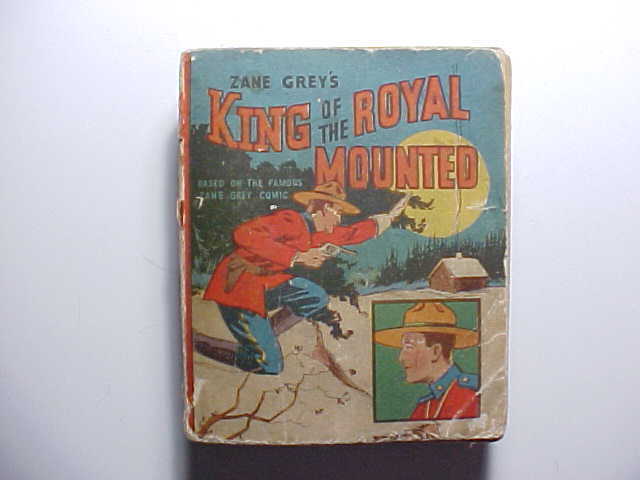 ZANE GREY'S
KING OF THE ROYAL
MOUNTED
BASED ON THE FAMOUS
ZANE GREY COMIC